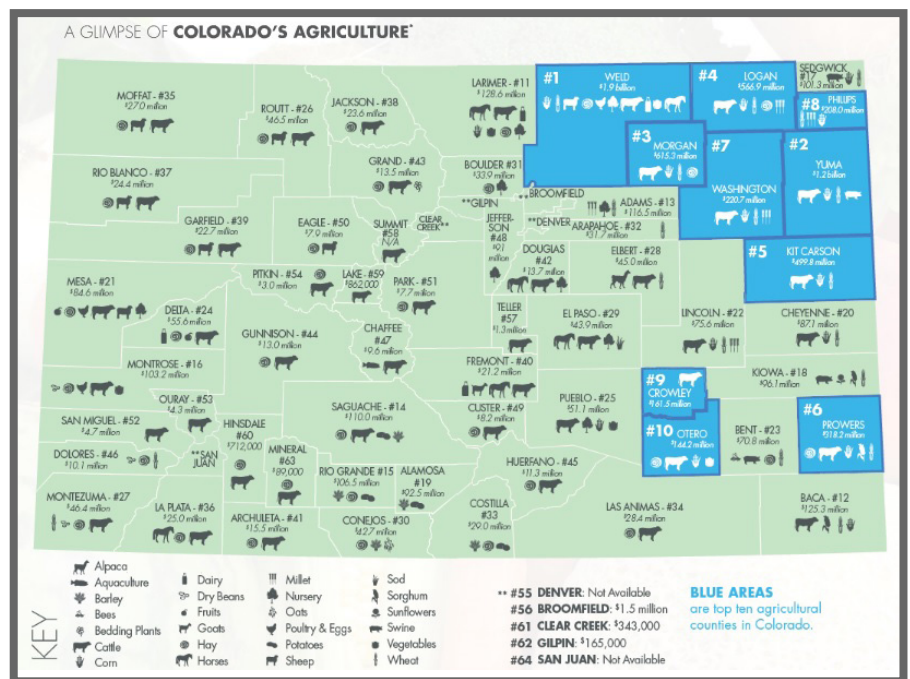 A GLIMPSE OF COLORADO'S AGRICULTURE*
MOFFAT - #35
$27.0 million
ROUTT - #26
$46.5 million
JACKSON - #38
$23.6 million
LARIMER - #11
$128.6 million
#1
WELD
$1.9 billion
#4
LOGAN
$566.9 million
SEDGWICK
#17
$101.3 million
#8
PHILLIPS
$208.0 million
#3
MORGAN
$615.3 million
#7
WASHINGTON
$220.7 million
#2
YUMA
$1.2 billion
RIO BLANCO - #37
$24.4 million
GRAND - #43
$13.5 million
BOULDER #31
$33.9 million
**GILPIN
**BROOMFIELD
ADAMS - #13
$116.5 million
GARFIELD - #39
$22.7 million
EAGLE - #50
$7.9 million
SUMMIT
#58
N/A
CLEAR
CREEK**
JEFFER-
SON
#48
$9.1
million
**DENVER
ARAPAHOE - #32
$31.7 million
DOUGLAS
#42
$13.7 million
ELBERT - #28
$45.0 million
#5
KIT CARSON
$499.8 million
MESA - #21
$84.6 million
PITKIN - #54
$3.0 million
LAKE - #59
$862,000
PARK - #51
$7.7 million
DELTA - #24
$55.6 million
GUNNISON - #44
$13.0 million
CHAFFEE
#47
$9.6 million
TELLER
#57
$1.3 million
EL PASO - #29
$43.9 million
LINCOLN - #22
$75.6 million
CHEYENNE - #20
$87.1 million
MONTROSE - #16
$103.2 million
FREMONT - #40
$21.2 million
KIOWA - #18
$96.1 million
OURAY - #53
$4.3 million
SAN MIGUEL - #52
$4.7 million
HINSDALE
#60
$712,000
SAGUACHE - #14
$110.0 million
CUSTER - #49
$8.2 million
PUEBLO - #25
$51.1 million
#9
CROWLEY
$161.5 million
#10
OTERO
$144.2 million
BENT - #23
$70.8 million
#6
PROWERS
$318.2 million
DOLORES - #46
$10.1 million
**SAN
JUAN
MINERAL
#63
$89,000
RIO GRANDE #15
$106.5 million
ALAMOSA
#19
$92.5 million
HUERFANO - #45
$11.3 million
MONTEZUMA - #27
$46.4 million
LA PLATA - #36
$25.0 million
ARCHULETA - #41
$15.5 million
CONEJOS - #30
$42.7 million
COSTILLA
#33
$29.0 million
LAS ANIMAS - #34
$28.4 million
BACA - #12
$125.3 million
KEY
Alpaca
Aquaculture
Barley
Bees
Bedding Plants
Cattle
Corn
Dairy
Dry Beans
Fruits
Goats
Hay
Horses
Millet
Nursery
Oats
Poultry & Eggs
Potatoes
Sheep
Sod
Sorghum
Sunflowers
Swine
Vegetables
Wheat
** #55 DENVER: Not Available
#56 BROOMFIELD: $1.5 million
#61 CLEAR CREEK: $343,000
#62 GILPIN: $165,000
#64 SAN JUAN: Not Available
BLUE AREAS
are top ten agricultural
counties in Colorado.